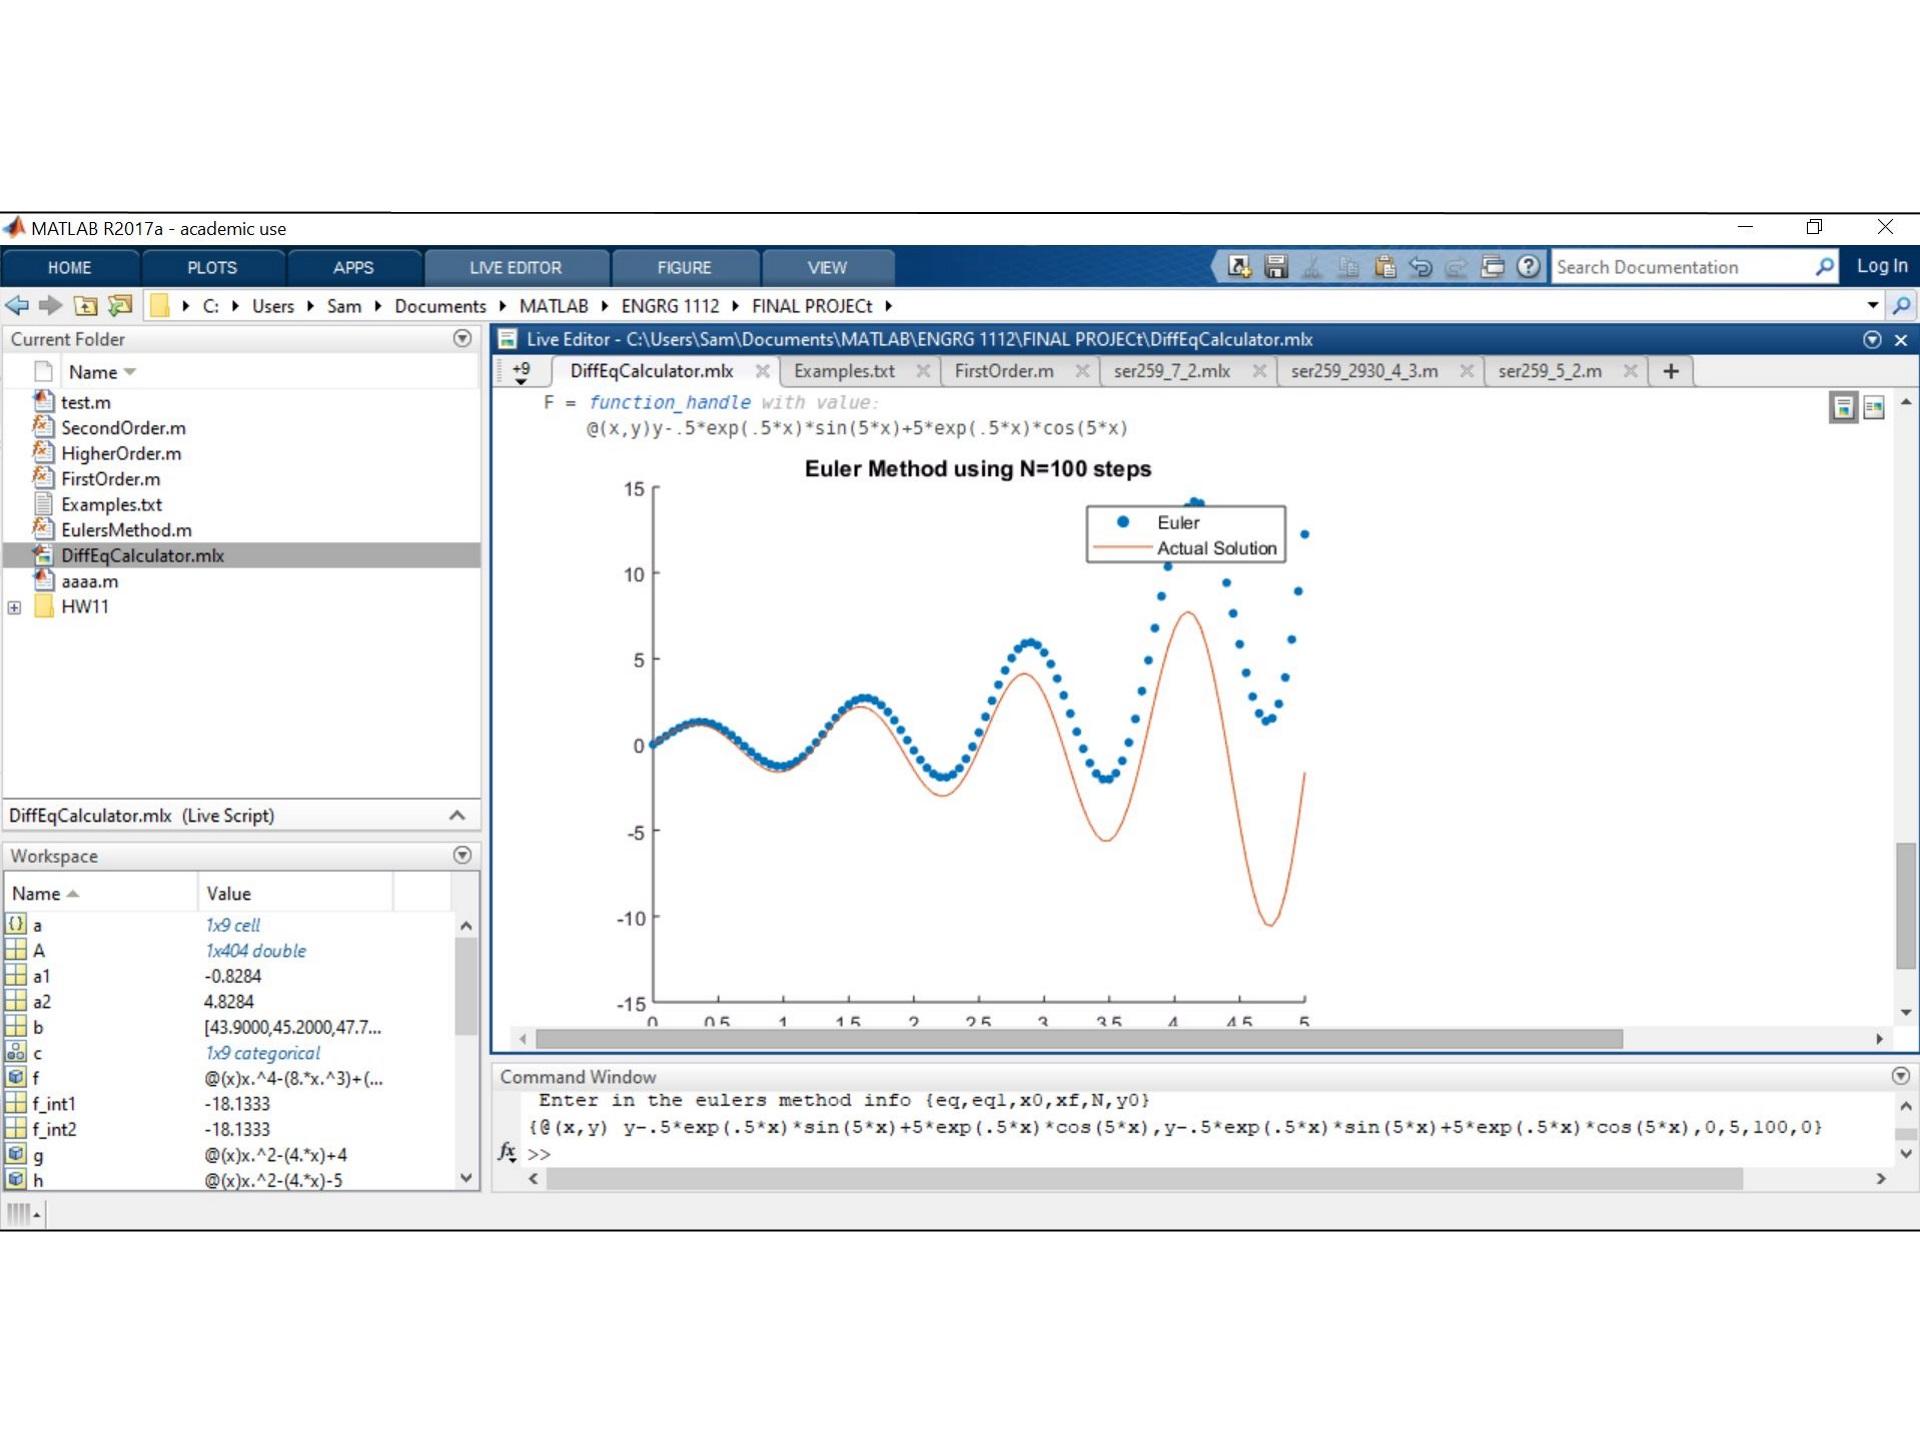 MATLAB R2017a - academic use
HOME PLOTS APPS LIVE EDITOR FIGURE VIEW Search Documentation Log In
C: Users Sam Documents MATLAB ENGRG 1112 FINAL PROJECt
Current Folder
Name
test.m
SecondOrder.m
HigherOrder.m
FirstOrder.m
Examples.txt
EulersMethod.m
DiffEqCalculator.mlx
aaaa.m
HW11
DiffEqCalculator.mlx (Live Script)
Workspace
Name Value
a 1x9 cell
A 1x404 double
a1 -0.8284
a2 4.8284
b [43.9000,45.2000,47.7...
c 1x9 categorical
f @(x)x.^4-(8.*x.^3)+(...
f_int1 -18.1333
f_int2 -18.1333
g @(x)x.^2-(4.*x)+4
h @(x)x.^2-(4.*x)-5
Live Editor - C:\Users\Sam\Documents\MATLAB\ENGRG 1112\FINAL PROJECt\DiffEqCalculator.mlx
+9 DiffEqCalculator.mlx Examples.txt FirstOrder.m ser259_7_2.mlx ser259_2930_4_3.m ser259_5_2.m +
F = function_handle with value:
@(x,y)y-.5*exp(.5*x)*sin(5*x)+5*exp(.5*x)*cos(5*x)
Euler Method using N=100 steps
Euler
Actual Solution
15
10
5
0
-5
-10
-15
0 0.5 1 1.5 2 2.5 3 3.5 4 4.5 5
Command Window
Enter in the eulers method info {eq,eq1,x0,xf,N,y0}
{@(x,y) y-.5*exp(.5*x)*sin(5*x)+5*exp(.5*x)*cos(5*x),y-.5*exp(.5*x)*sin(5*x)+5*exp(.5*x)*cos(5*x),0,5,100,0}
fx >>